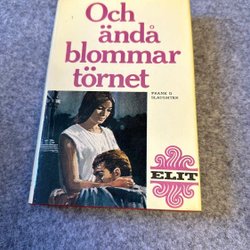 Och
ändå
blommar
törnet
FRANK G
SLAUGHTER
ELIT